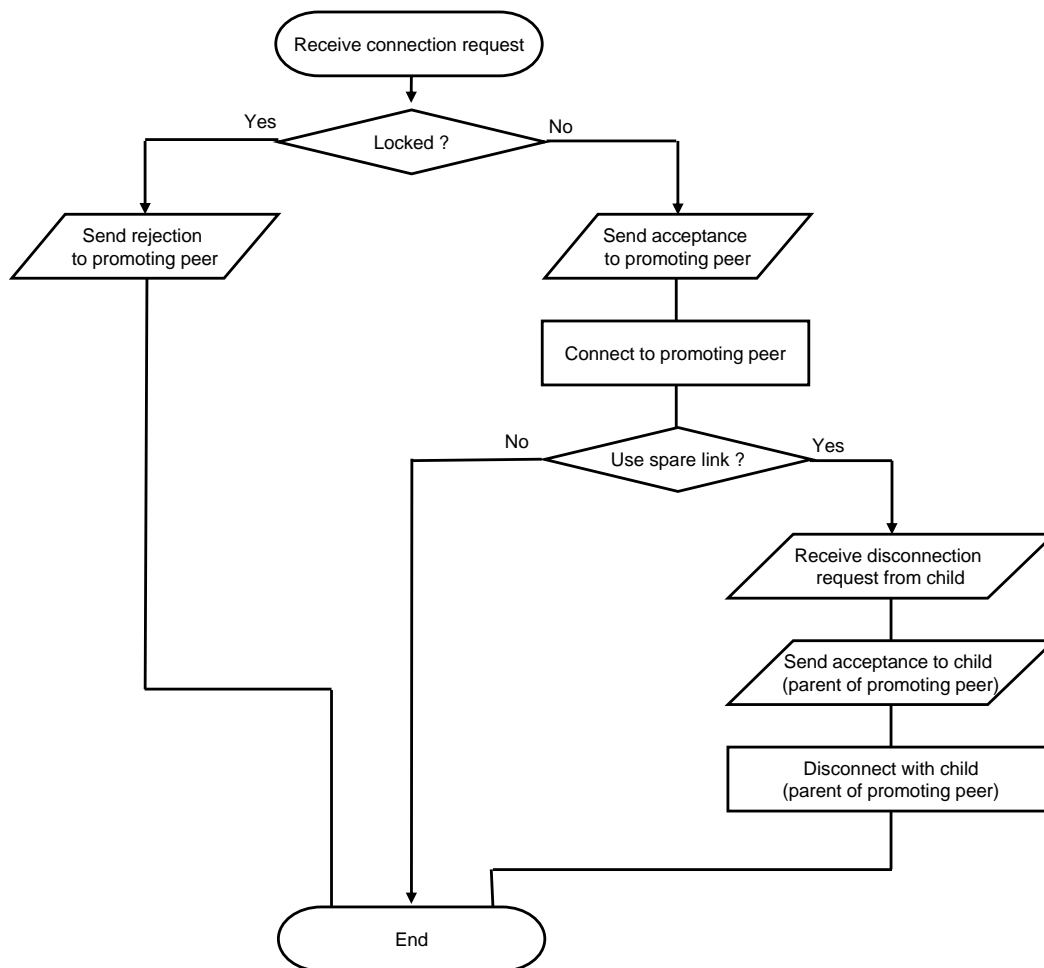 Receive connection request
Yes
No
Locked ?
Send rejection
to promoting peer
Send acceptance
to promoting peer
Connect to promoting peer
No
Yes
Use spare link ?
Receive disconnection
request from child
Send acceptance to child
(parent of promoting peer)
Disconnect with child
(parent of promoting peer)
End